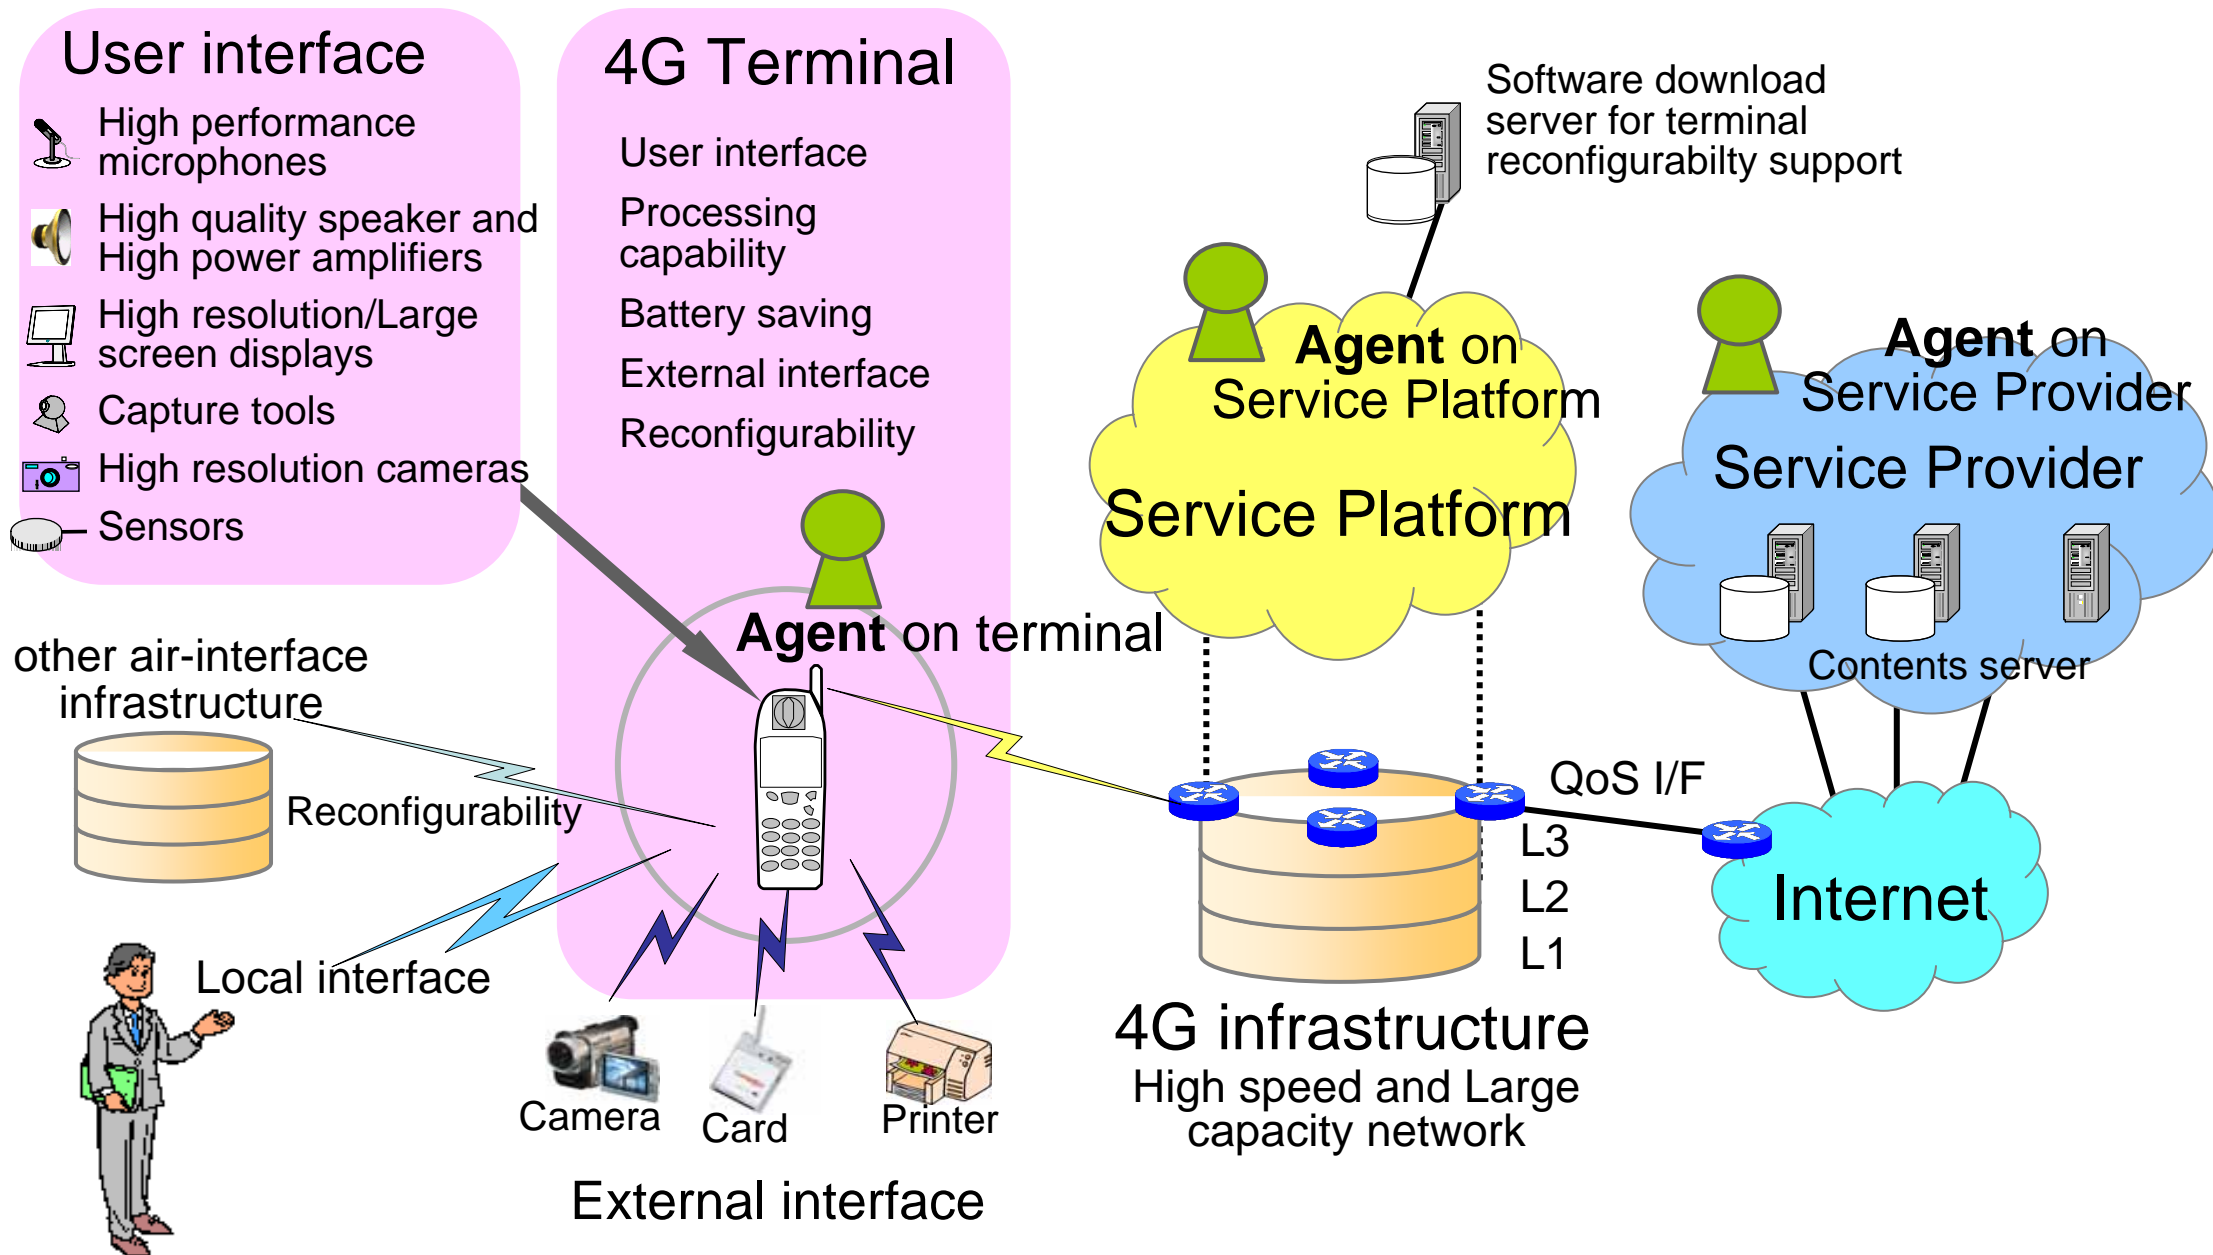 User interface
High performance
microphones
High quality speaker and
High power amplifiers
High resolution/Large
screen displays
Capture tools
High resolution cameras
Sensors
4G Terminal
User interface
Processing
capability
Battery saving
External interface
Reconfigurability
Agent on terminal
Software download
server for terminal
reconfigurabilty support
Agent on
Service Platform
Service Platform
Agent on
Service Provider
Service Provider
Contents server
other air-interface
infrastructure
Reconfigurability
Local interface
Camera
Card
Printer
External interface
QoS I/F
L3
L2
L1
Internet
4G infrastructure
High speed and Large
capacity network